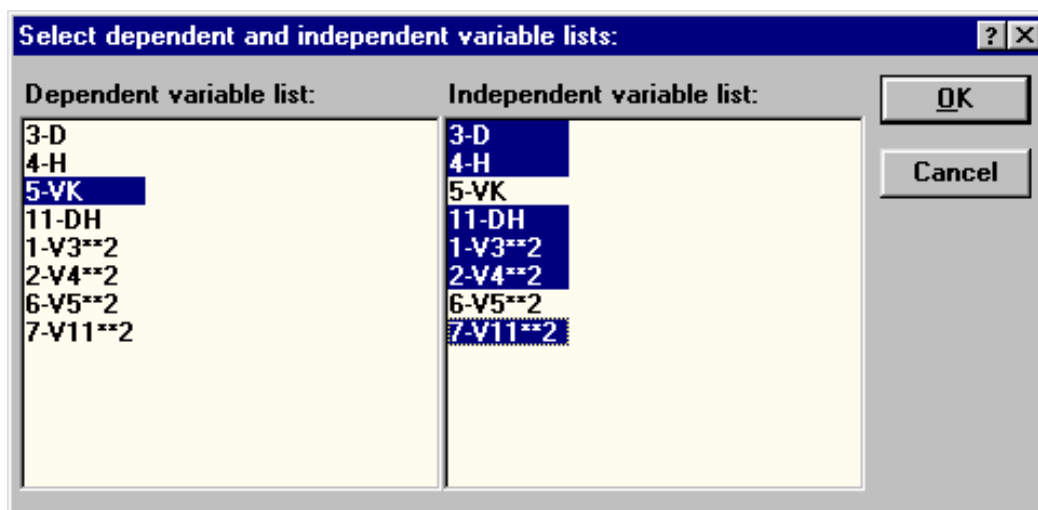 Select dependent and independent variable lists:
? X
Dependent variable list:
3-D
4-H
5-VK
11-DH
1-V3**2
2-V4**2
6-V5**2
7-V11**2
Independent variable list:
3-D
4-H
5-VK
11-DH
1-V3**2
2-V4**2
6-V5**2
7-V11**2
OK
Cancel